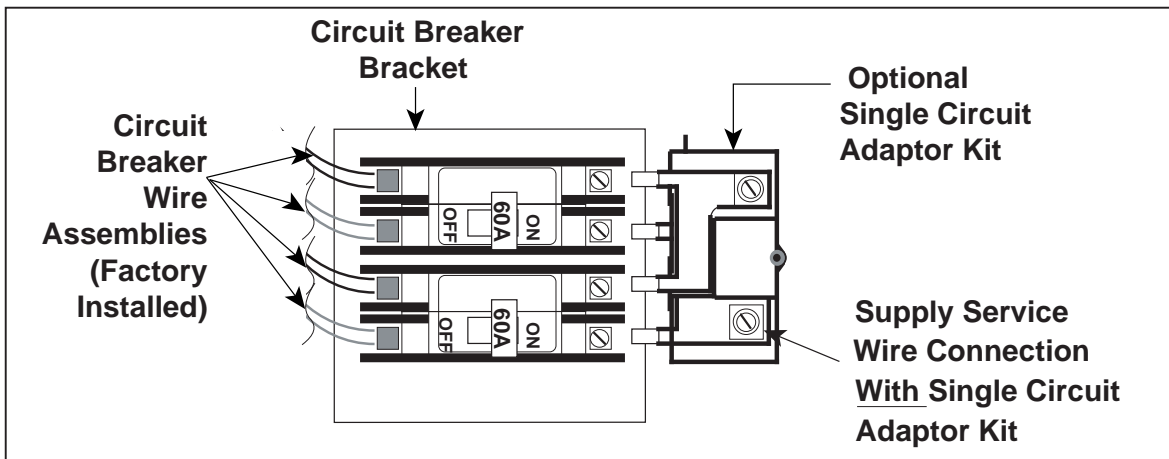 Circuit Breaker
Bracket
Optional
Single Circuit
Adaptor Kit
Circuit
Breaker
Wire
Assemblies
(Factory
Installed)
OFF
60A
ON
OFF
60A
ON
Supply Service
Wire Connection
With Single Circuit
Adaptor Kit